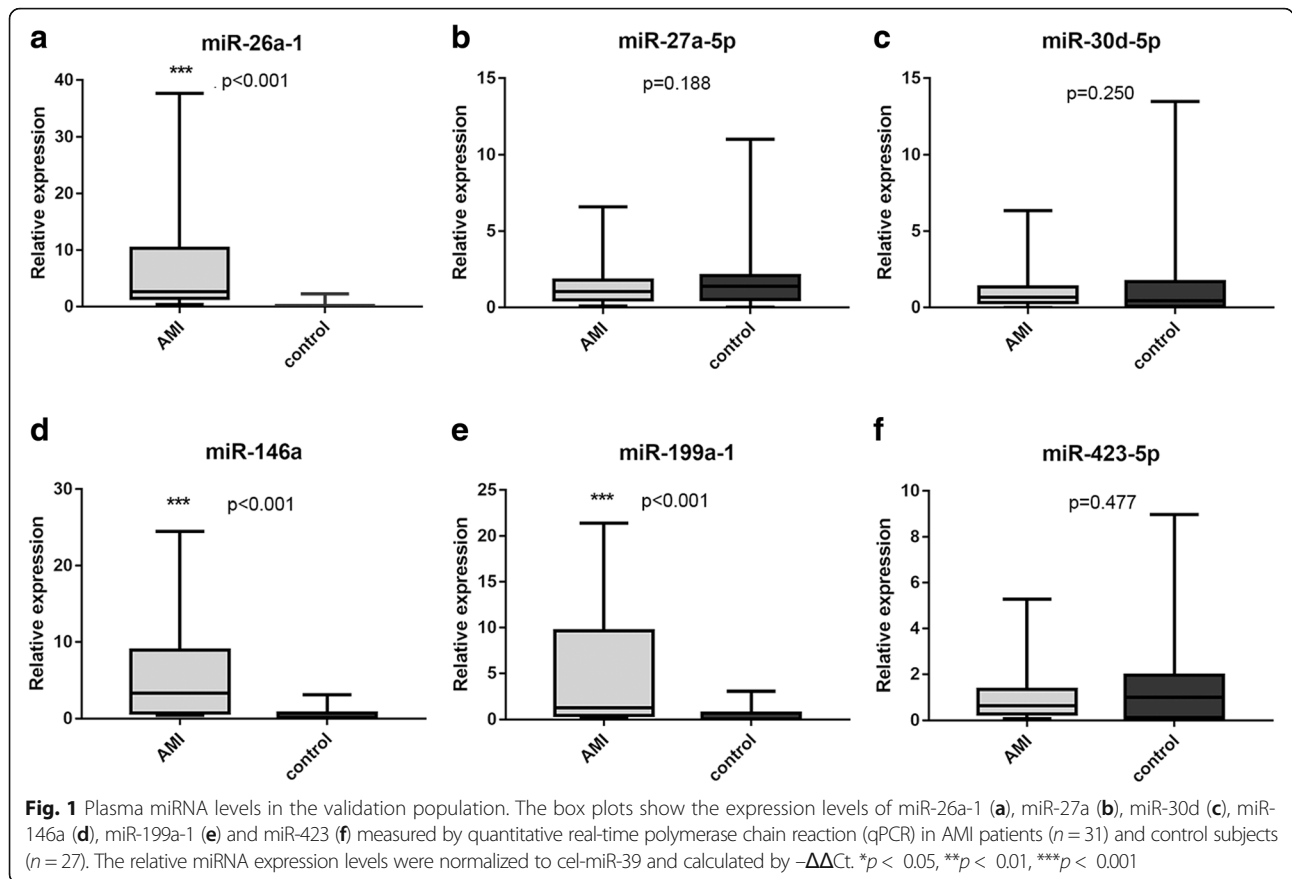 a
miR-26a-1
*** . p<0.001
Relative expression
40
30
20
10
0
AMI
control
b
miR-27a-5p
p=0.188
Relative expression
15
10
5
0
AMI
control
c
miR-30d-5p
p=0.250
Relative expression
15
10
5
0
AMI
control
d
miR-146a
*** p<0.001
Relative expression
30
20
10
0
AMI
control
e
miR-199a-1
*** p<0.001
Relative expression
25
20
15
10
5
0
AMI
control
f
miR-423-5p
p=0.477
Relative expression
10
8
6
4
2
0
AMI
control
Fig. 1 Plasma miRNA levels in the validation population. The box plots show the expression levels of miR-26a-1 (a), miR-27a (b), miR-30d (c), miR-
146a (d), miR-199a-1 (e) and miR-423 (f) measured by quantitative real-time polymerase chain reaction (qPCR) in AMI patients (n = 31) and control subjects
(n = 27). The relative miRNA expression levels were normalized to cel-miR-39 and calculated by −ΔΔCt. *p < 0.05, **p < 0.01, ***p < 0.001